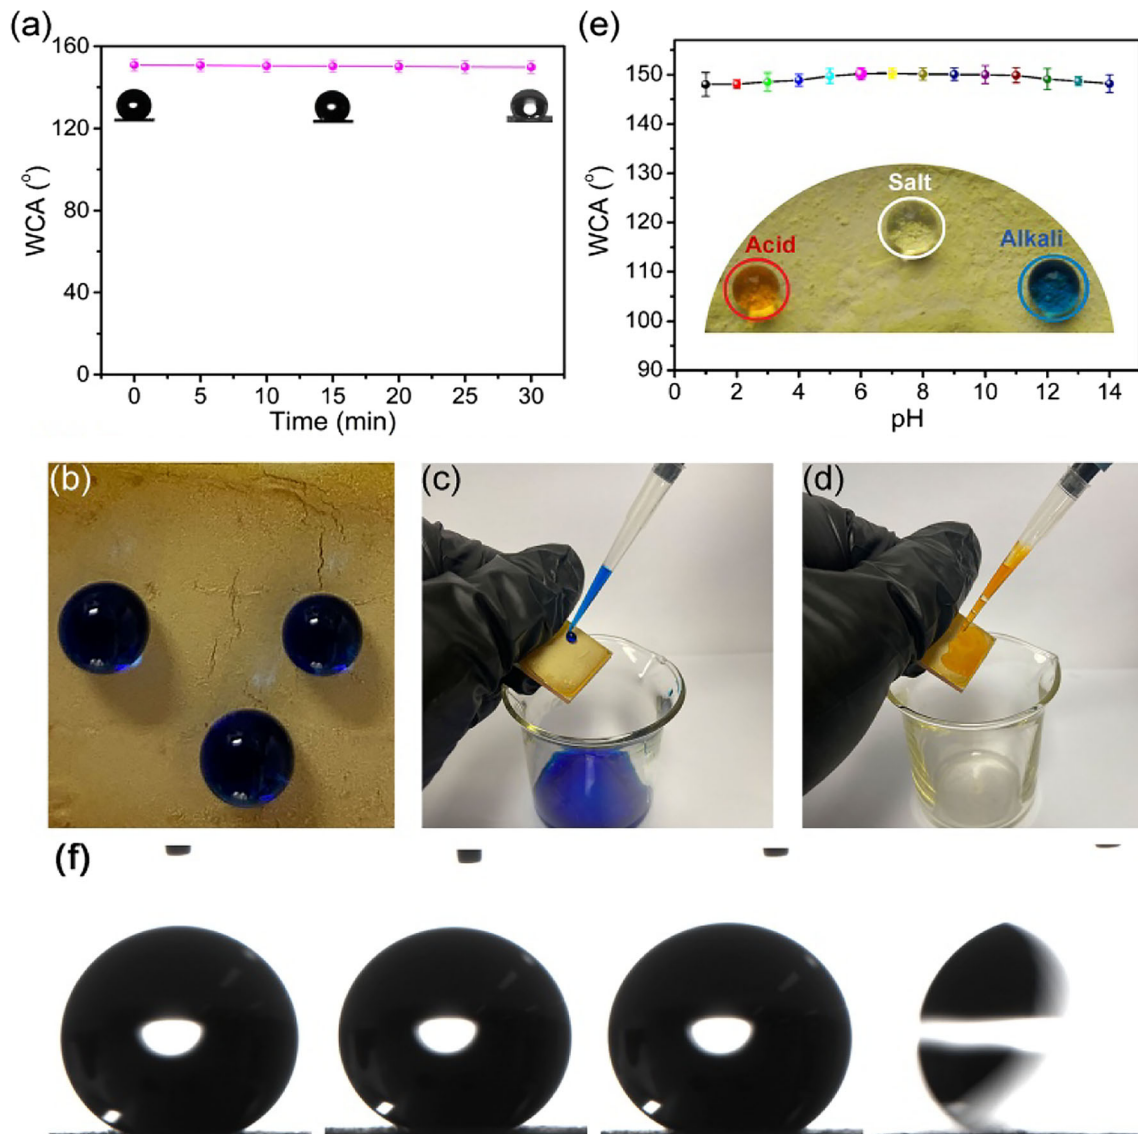 (a)
160
120
80
40
0
WCA (°)
0 5 10 15 20 25 30
Time (min)
(e)
150
140
130
120
110
100
90
WCA (°)
Salt
Acid
Alkali
0 2 4 6 8 10 12 14
pH
(b)
(c)
(d)
(f)